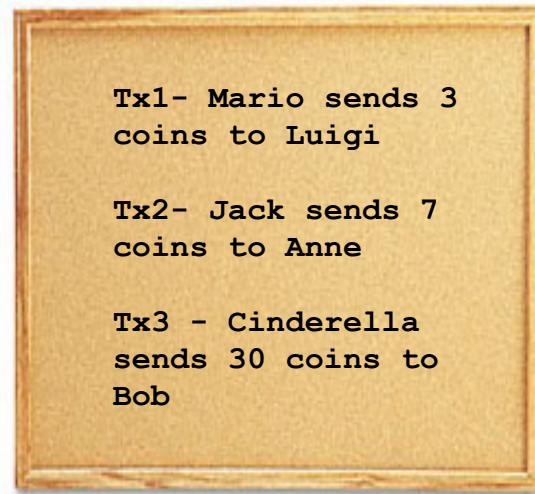 Tx1- Mario sends 3
coins to Luigi
Tx2- Jack sends 7
coins to Anne
Tx3 - Cinderella
sends 30 coins to
Bob